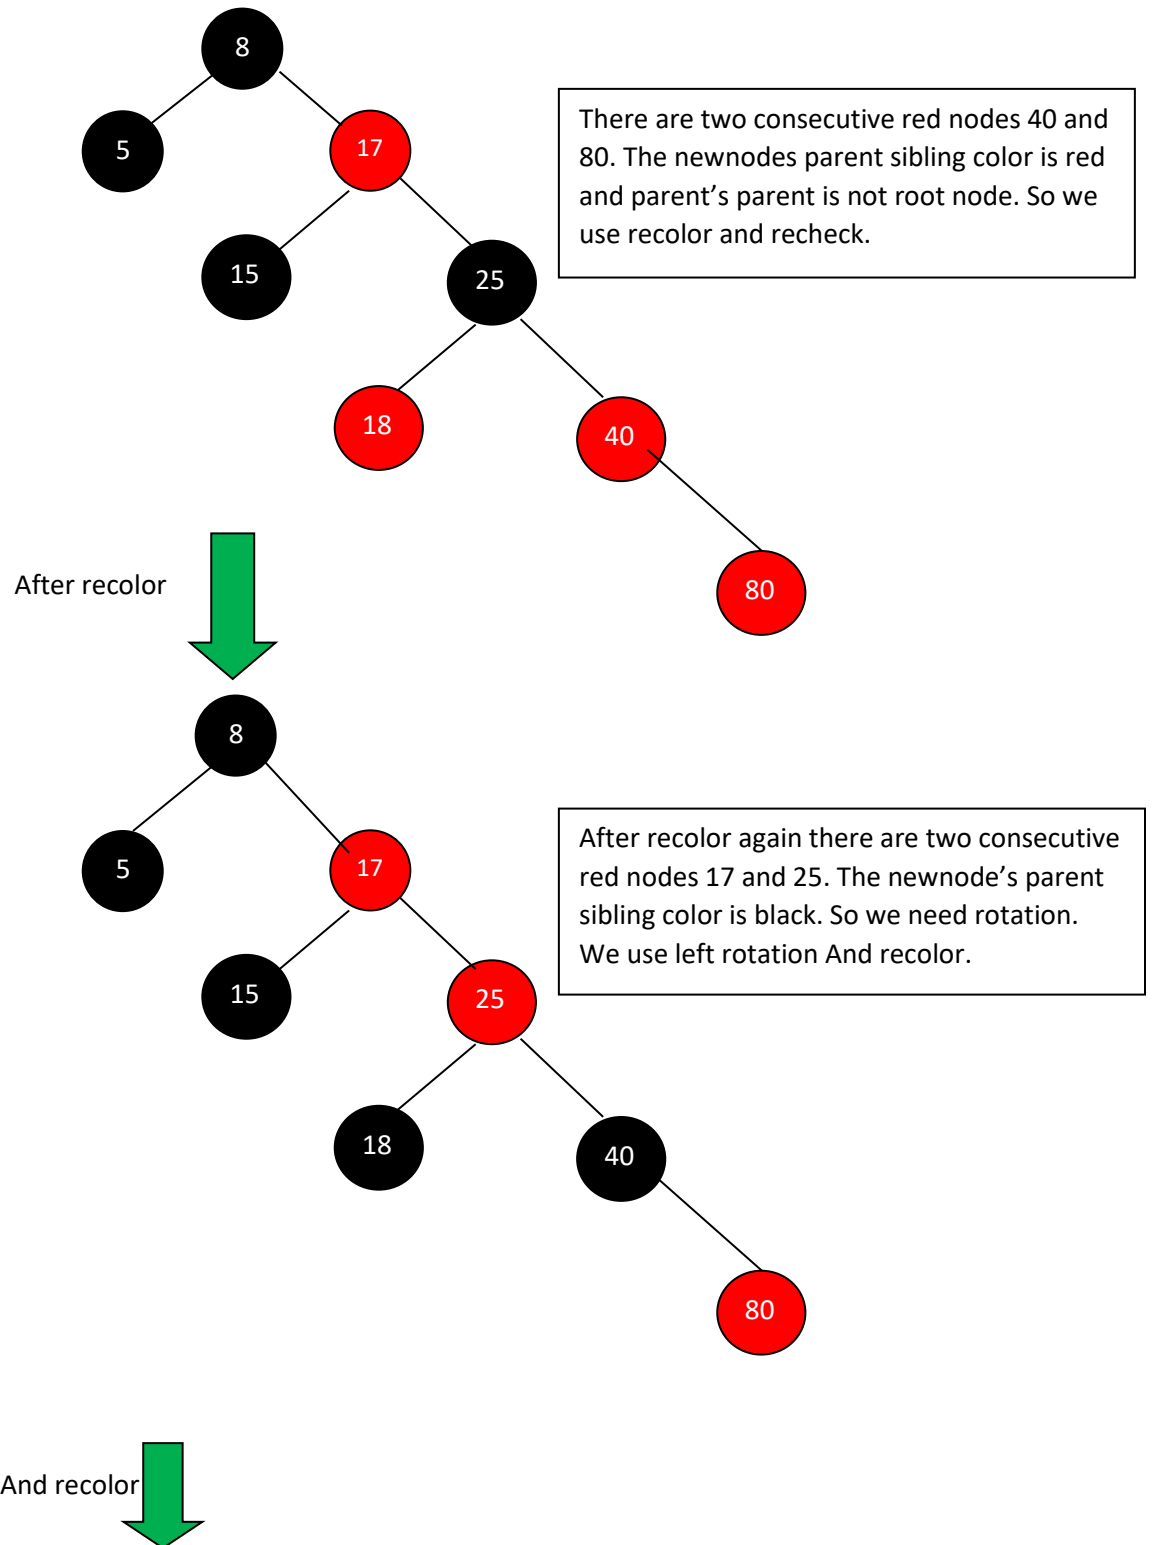 8
5
17
There are two consecutive red nodes 40 and
80. The newnodes parent sibling color is red
and parent’s parent is not root node. So we
use recolor and recheck.
15
25
18
40
After recolor
80
8
After recolor again there are two consecutive
red nodes 17 and 25. The newnode’s parent
sibling color is black. So we need rotation.
We use left rotation And recolor.
5
17
15
25
18
40
80
And recolor